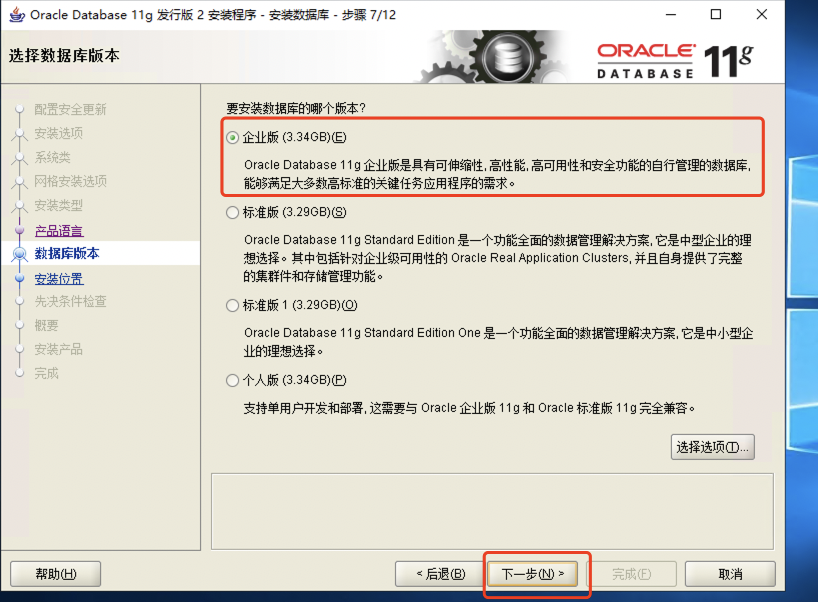 Oracle Database 11g 发行版 2 安装程序 - 安装数据库 - 步骤 7/12
选择数据库版本
ORACLE
DATABASE 11g
配置安全更新
安装选项
系统类
网格安装选项
安装类型
产品语言
数据库版本
安装位置
先决条件检查
概要
安装产品
完成
要安装数据库的哪个版本?
企业版 (3.34GB)(E)
Oracle Database 11g 企业版是具有可伸缩性, 高性能, 高可用性和安全功能的自行管理的数据库,
能够满足大多数高标准的关键任务应用程序的需求。
标准版 (3.29GB)(S)
Oracle Database 11g Standard Edition 是一个功能全面的数据管理解决方案, 它是中型企业的理
想选择。其中包括针对企业级可用性的 Oracle Real Application Clusters, 并且自身提供了完整
的集群件和存储管理功能。
标准版 1 (3.29GB)(O)
Oracle Database 11g Standard Edition One 是一个功能全面的数据管理解决方案, 它是中小型企
业的理想选择。
个人版 (3.34GB)(P)
支持单用户开发和部署, 这需要与 Oracle 企业版 11g 和 Oracle 标准版 11g 完全兼容。
选择选项(T)...
帮助(H)
< 后退(B)
下一步(N) >
完成(F)
取消